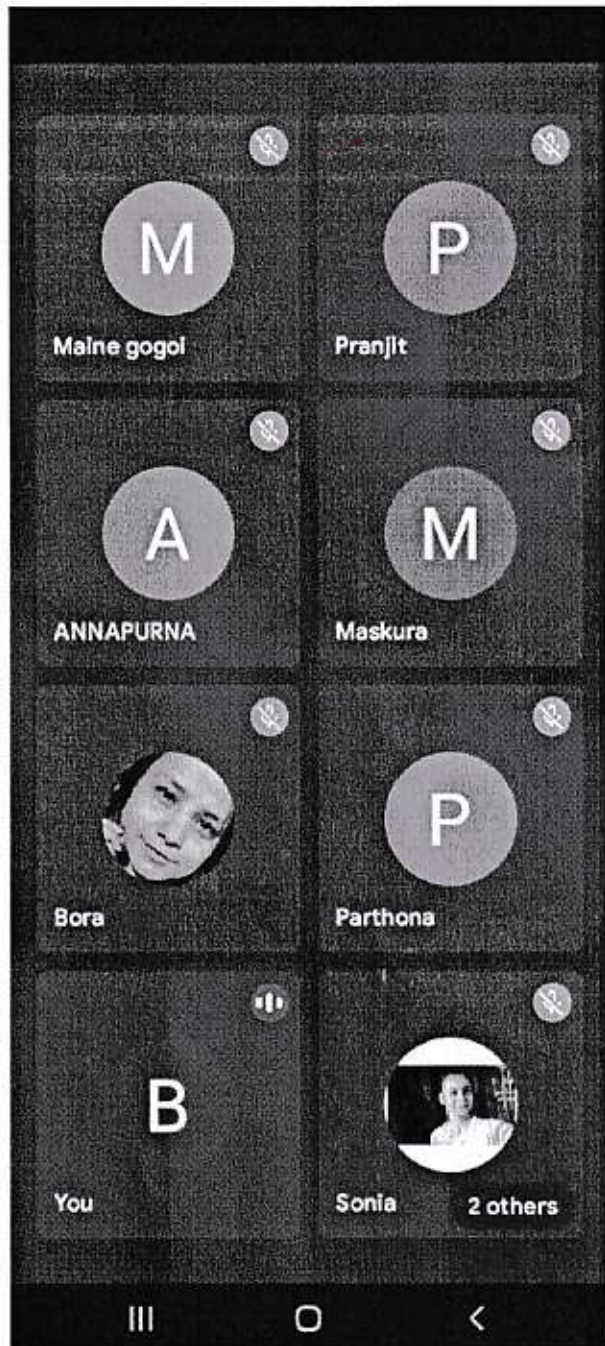 M
P
Maine gogoi
Pranjit
A
M
ANNAPURNA
Maskura
P
Bora
Parthona
B
You
Sonia
2 others